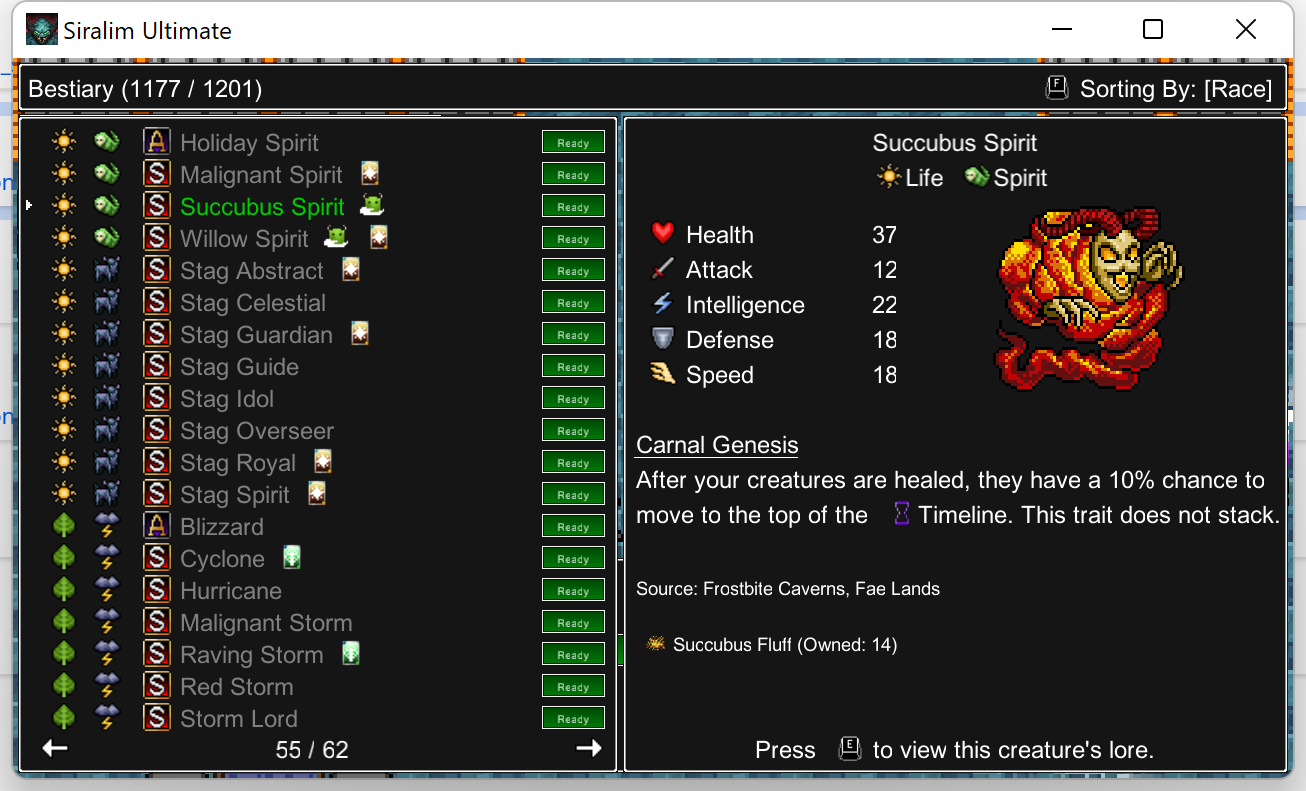 Siralim Ultimate
Bestiary (1177 / 1201)
F Sorting By: [Race]
A Holiday Spirit Ready
S Malignant Spirit Ready
S Succubus Spirit Ready
S Willow Spirit Ready
S Stag Abstract Ready
S Stag Celestial Ready
S Stag Guardian Ready
S Stag Guide Ready
S Stag Idol Ready
S Stag Overseer Ready
S Stag Royal Ready
S Stag Spirit Ready
A Blizzard Ready
S Cyclone Ready
S Hurricane Ready
S Malignant Storm Ready
S Raving Storm Ready
S Red Storm Ready
S Storm Lord Ready
55 / 62
Succubus Spirit
Life Spirit
Health 37
Attack 12
Intelligence 22
Defense 18
Speed 18
Carnal Genesis
After your creatures are healed, they have a 10% chance to
move to the top of the Timeline. This trait does not stack.
Source: Frostbite Caverns, Fae Lands
Succubus Fluff (Owned: 14)
Press E to view this creature's lore.